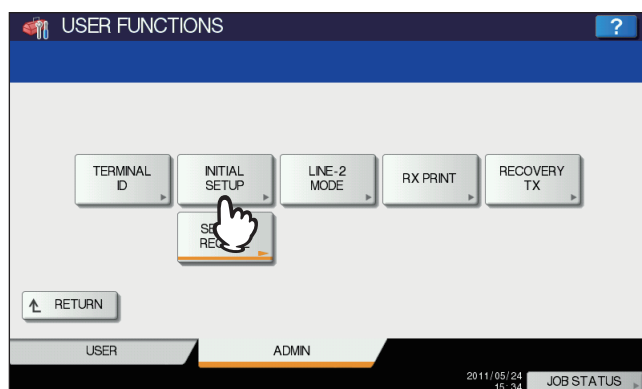 USER FUNCTIONS
?
TERMINAL
ID
INITIAL
SETUP
LINE-2
MODE
RX PRINT
RECOVERY
TX
RETURN
USER
ADMIN
2011/05/24
15:34
JOB STATUS